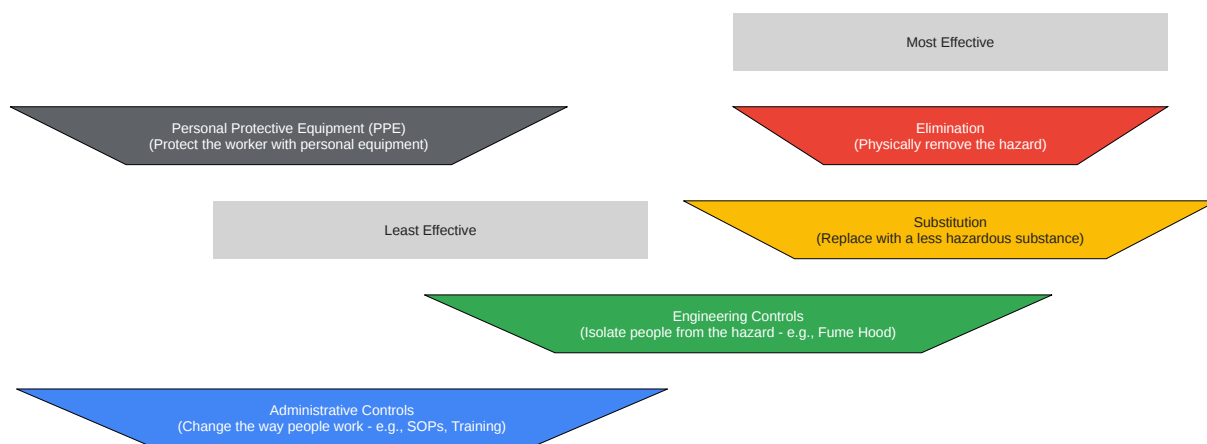 Most Effective
Personal Protective Equipment (PPE)
(Protect the worker with personal equipment)
Elimination
(Physically remove the hazard)
Least Effective
Substitution
(Replace with a less hazardous substance)
Engineering Controls
(Isolate people from the hazard - e.g., Fume Hood)
Administrative Controls
(Change the way people work - e.g., SOPs, Training)